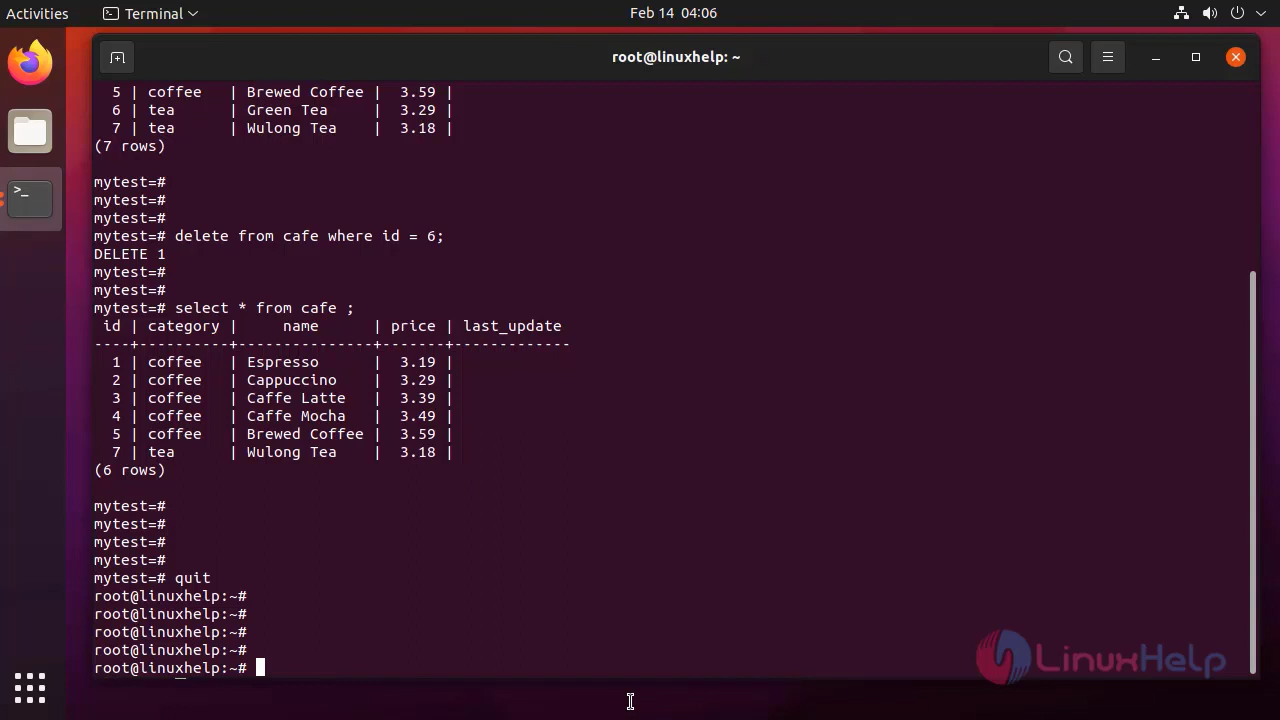 Activities Terminal Feb 14 04:06
root@linuxhelp: ~
5 | coffee   | Brewed Coffee |  3.59 |
6 | tea      | Green Tea     |  3.29 |
7 | tea      | Wulong Tea    |  3.18 |
(7 rows)
mytest=#
mytest=#
mytest=#
mytest=# delete from cafe where id = 6;
DELETE 1
mytest=#
mytest=#
mytest=# select * from cafe ;
 id | category |     name      | price | last_update
----+----------+---------------+-------+-------------
  1 | coffee   | Espresso      |  3.19 |
  2 | coffee   | Cappuccino    |  3.29 |
  3 | coffee   | Caffe Latte   |  3.39 |
  4 | coffee   | Caffe Mocha   |  3.49 |
  5 | coffee   | Brewed Coffee |  3.59 |
  7 | tea      | Wulong Tea    |  3.18 |
(6 rows)
mytest=#
mytest=#
mytest=#
mytest=#
mytest=# quit
root@linuxhelp:~#
root@linuxhelp:~#
root@linuxhelp:~#
root@linuxhelp:~#
root@linuxhelp:~#
LinuxHelp